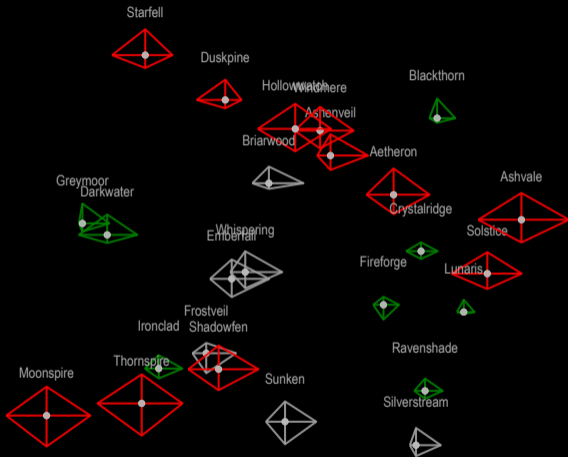 Starfell
Duskpine
Blackthorn
Hollowwatch
Windmere
Ashenveil
Briarwood
Aetheron
Ashvale
Greymoor
Darkwater
Crystalridge
Whispering
Emberfall
Solstice
Fireforge
Lunaris
Frostveil
Ironclad
Shadowfen
Ravenshade
Thornspire
Moonspire
Sunken
Silverstream